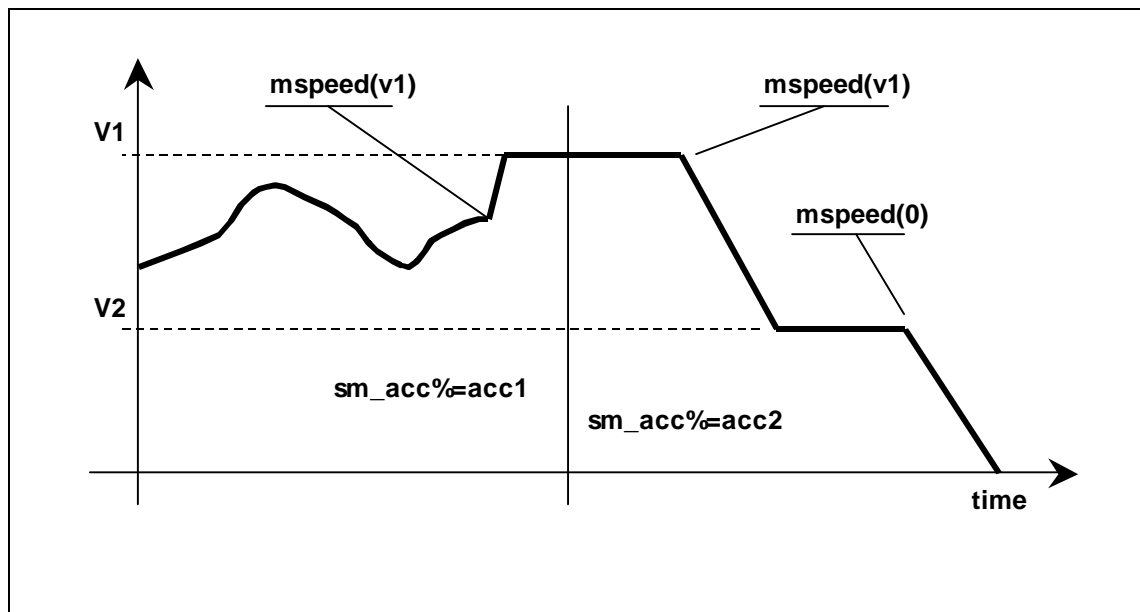 mspeed(v1)
mspeed(v1)
V1
mspeed(0)
V2
sm_acc%=acc1
sm_acc%=acc2
time